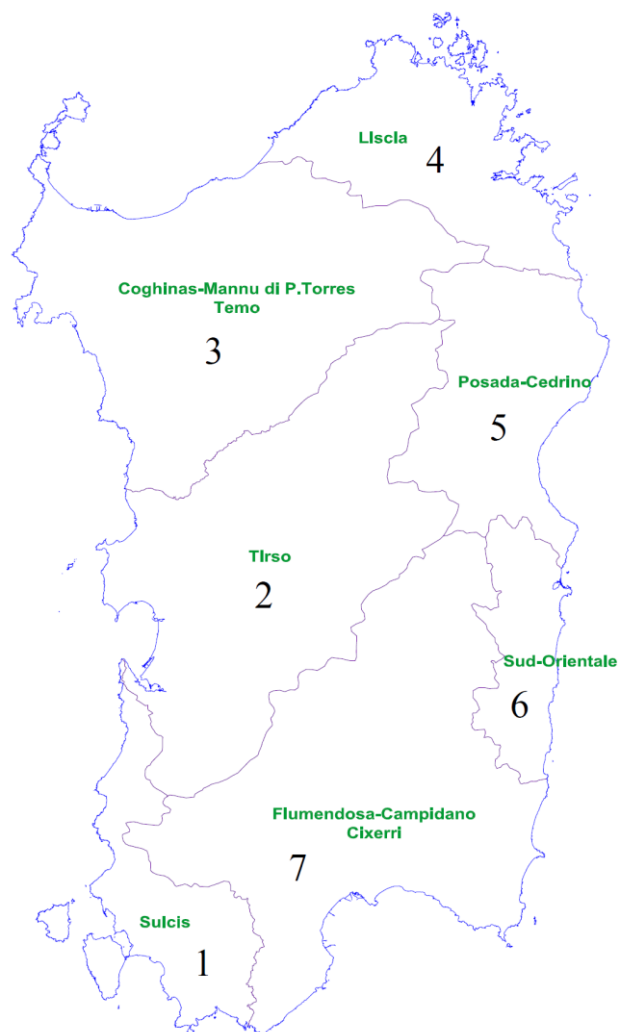 LIscIa
4
Coghinas-Mannu di P.Torres
Temo
3
Posada-Cedrino
5
TIrso
2
Sud-Orientale
6
Flumendosa-Campidano
Cixerri
7
Sulcis
1